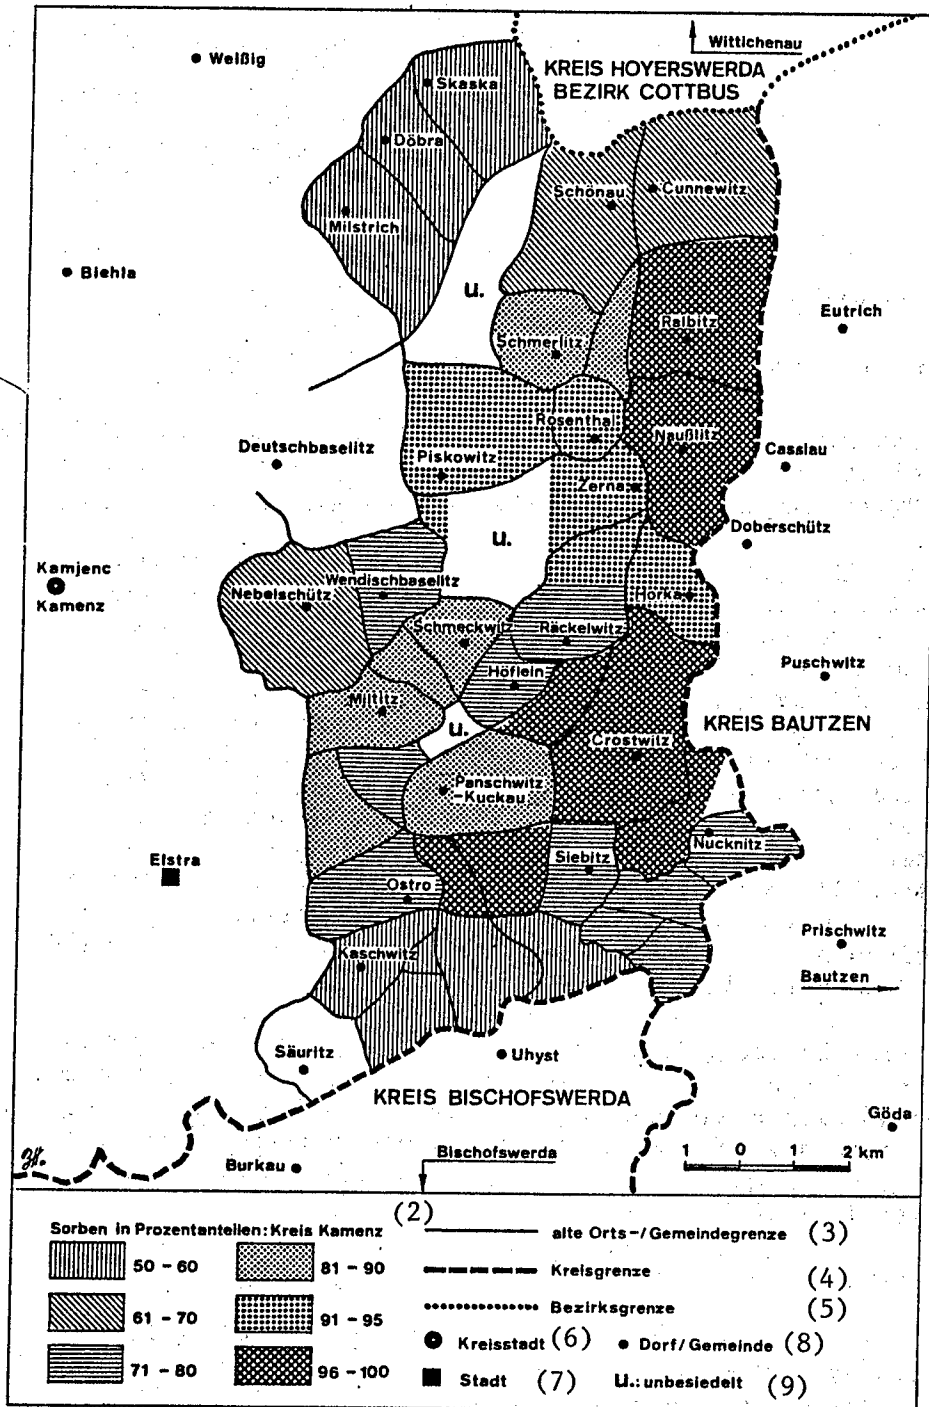 Weißig
Wittichenau
KREIS HOYERSWERDA
BEZIRK COTTBUS
Skaska
Döbra
Schönau
Cunnewitz
Milstrich
Biehla
u.
Eutrich
Ralbitz
Schmerlitz
Rosenthal
Naußlitz
Deutschbaselitz
Casslau
Piskowitz
Zerna
Doberschütz
u.
Kamjenc
Kamenz
Wendischbaselitz
Nebelschütz
Horka
Schmeckwitz
Räckelwitz
Höflein
Puschwitz
Miltitz
KREIS BAUTZEN
u.
Crostwitz
Panschwitz
-Kuckau
Nucknitz
Elstra
Siebitz
Ostro
Prischwitz
Kaschwitz
Bautzen
Säuritz
Uhyst
KREIS BISCHOFSWERDA
Göda
Burkau
Bischofswerda
1 0 1 2 km
Sorben in Prozentanteilen: Kreis Kamenz (2)
50 - 60
61 - 70
71 - 80
81 - 90
91 - 95
96 - 100
alte Orts-/Gemeindegrenze (3)
Kreisgrenze (4)
Bezirksgrenze (5)
Kreisstadt (6)
Dorf/Gemeinde (8)
Stadt (7)
u.: unbesiedelt (9)